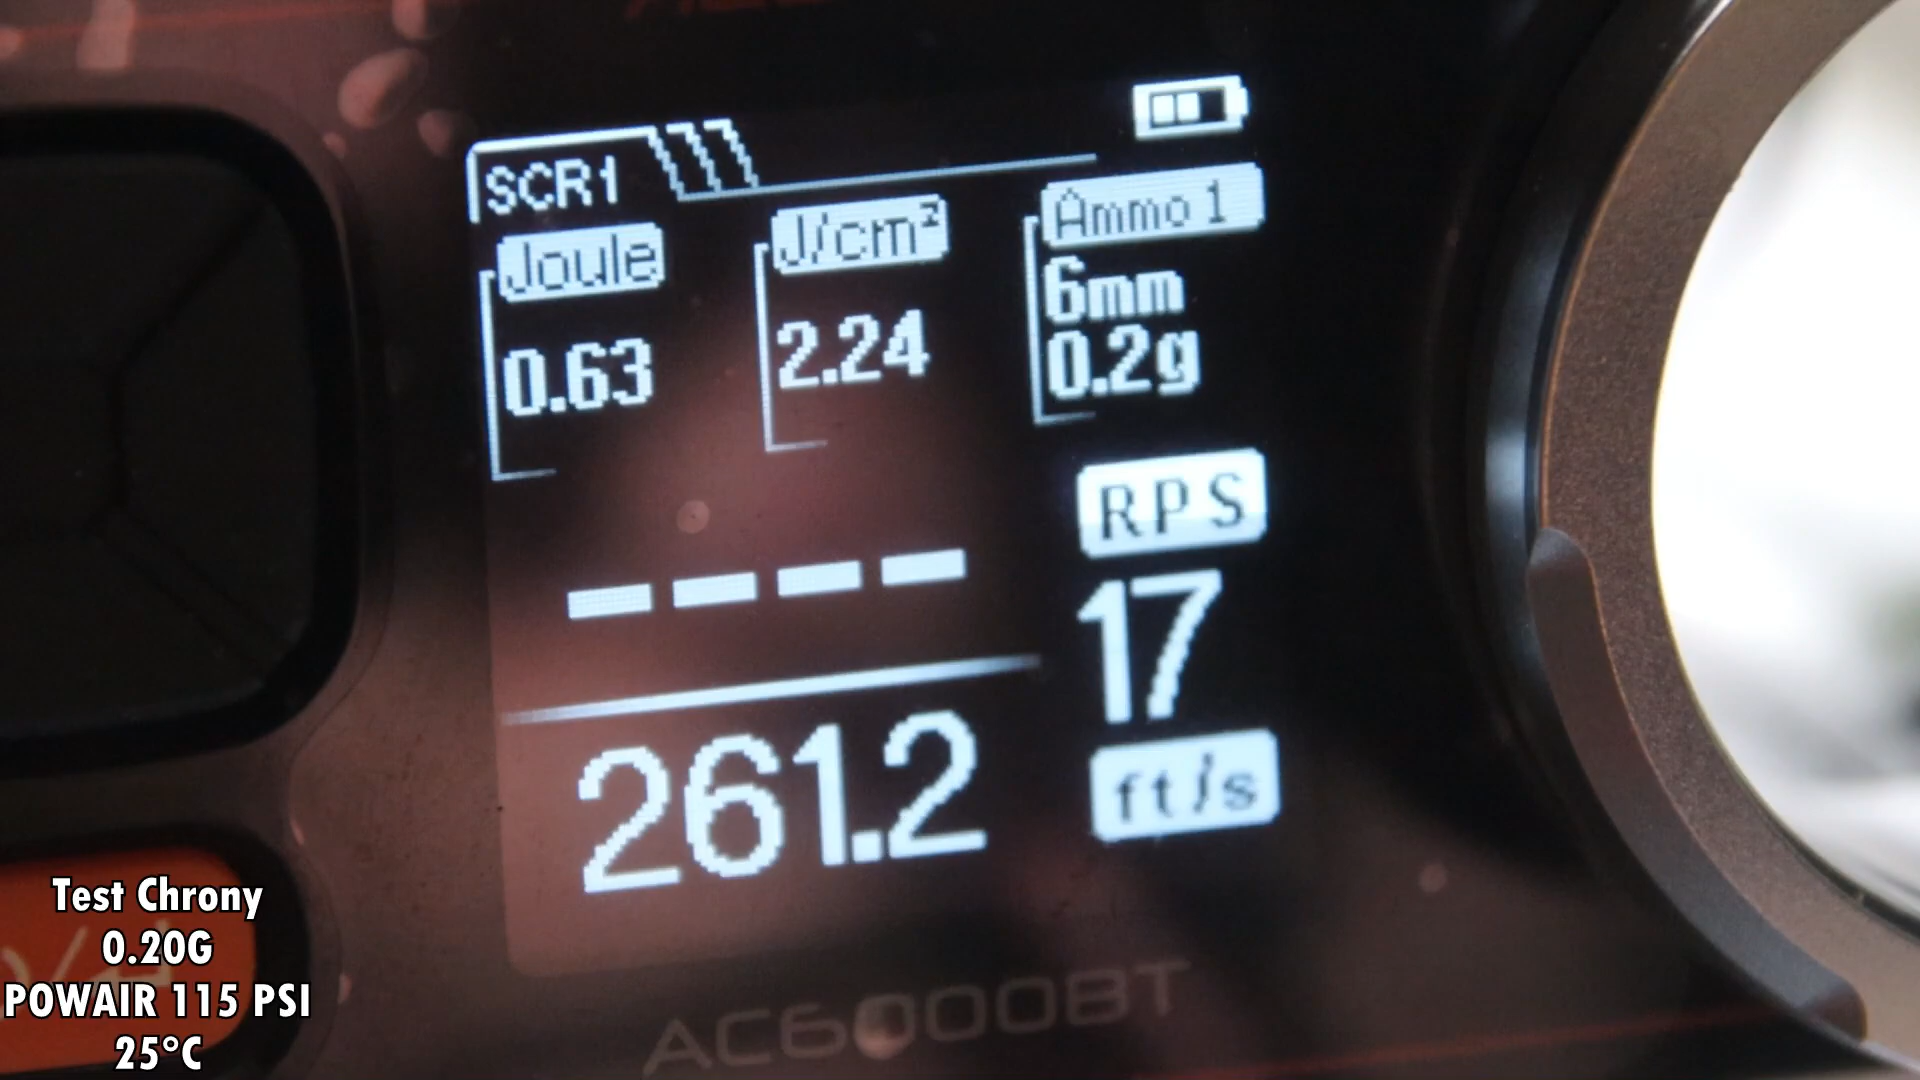 SCR1
Joule
0.63
J/cm²
2.24
Ammo 1
6mm
0.2g
RPS
17
----
261.2
ft/s
AC6000BT
Test Chrony
0.20G
POWAIR 115 PSI
25°C